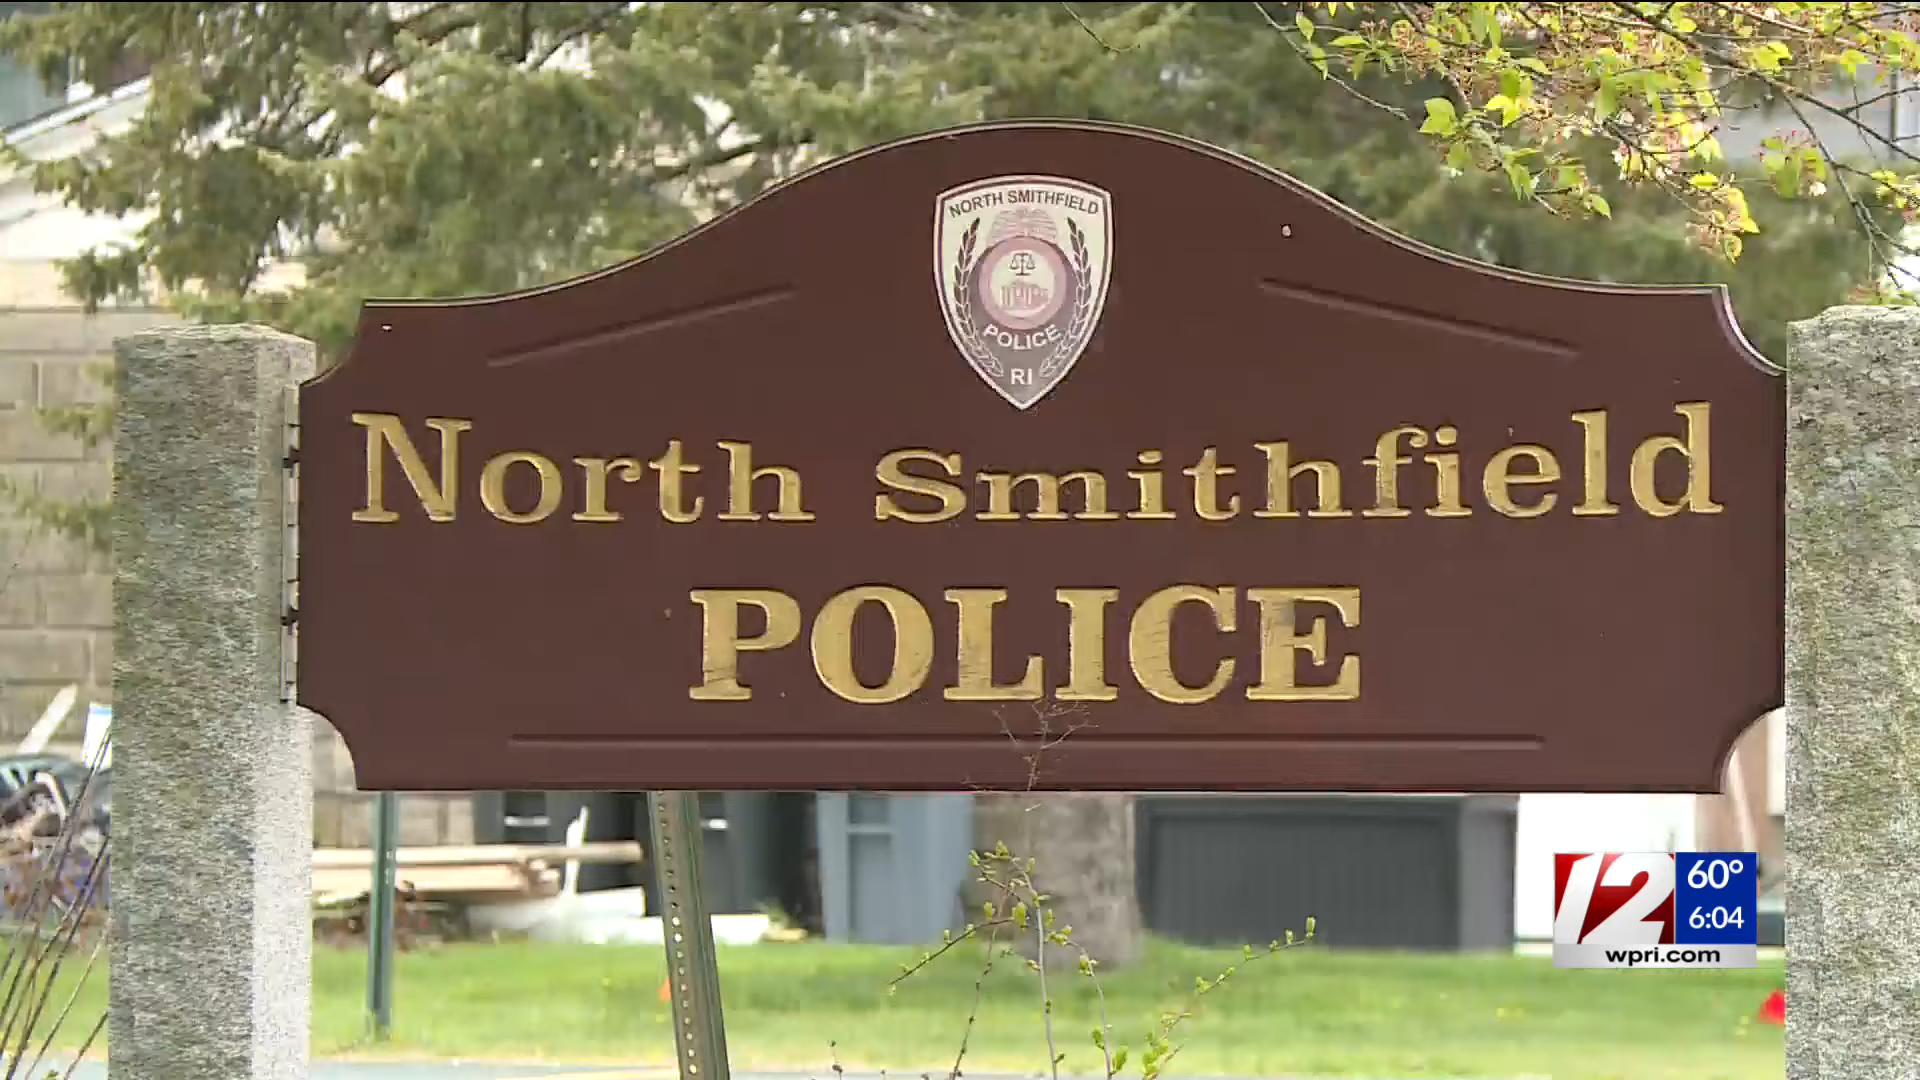 NORTH SMITHFIELD
POLICE
RI
North Smithfield
POLICE
12
60°
6:04
wpri.com